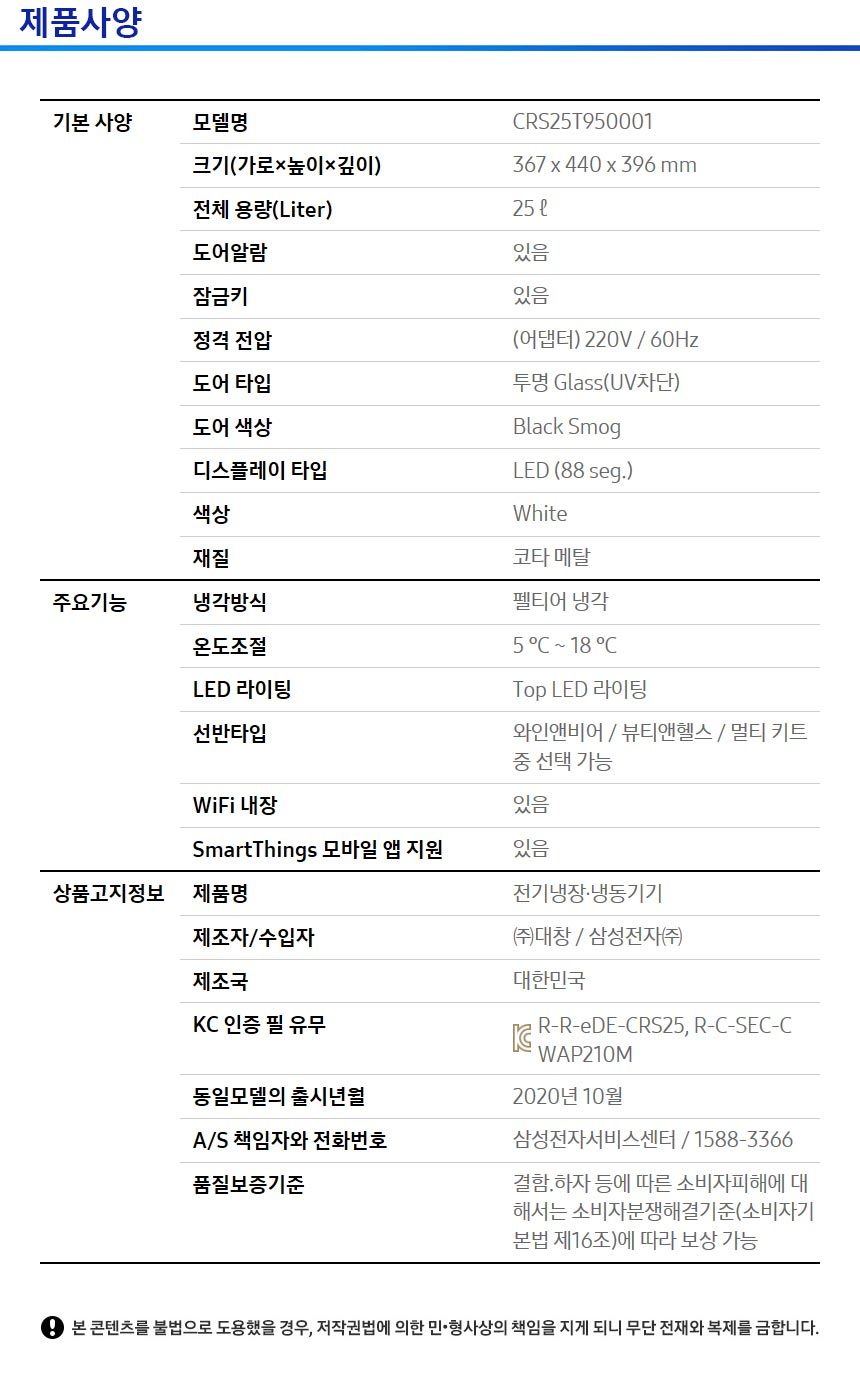 제품사양
기본 사양 모델명 CRS25T950001
크기(가로×높이×깊이) 367 x 440 x 396 mm
전체 용량(Liter) 25 ℓ
도어알람 있음
잠금키 있음
정격 전압 (어댑터) 220V / 60Hz
도어 타입 투명 Glass(UV차단)
도어 색상 Black Smog
디스플레이 타입 LED (88 seg.)
색상 White
재질 코타 메탈
주요기능 냉각방식 펠티어 냉각
온도조절 5 ℃ ~ 18 ℃
LED 라이팅 Top LED 라이팅
선반타입 와인앤비어 / 뷰티앤헬스 / 멀티 키트
중 선택 가능
WiFi 내장 있음
SmartThings 모바일 앱 지원 있음
상품고지정보 제품명 전기냉장·냉동기기
제조자/수입자 ㈜대창 / 삼성전자㈜
제조국 대한민국
KC 인증 필 유무 R-R-eDE-CRS25, R-C-SEC-C
WAP210M
동일모델의 출시년월 2020년 10월
A/S 책임자와 전화번호 삼성전자서비스센터 / 1588-3366
품질보증기준 결함.하자 등에 따른 소비자피해에 대
해서는 소비자분쟁해결기준(소비자기
본법 제16조)에 따라 보상 가능
본 콘텐츠를 불법으로 도용했을 경우, 저작권법에 의한 민•형사상의 책임을 지게 되니 무단 전재와 복제를 금합니다.